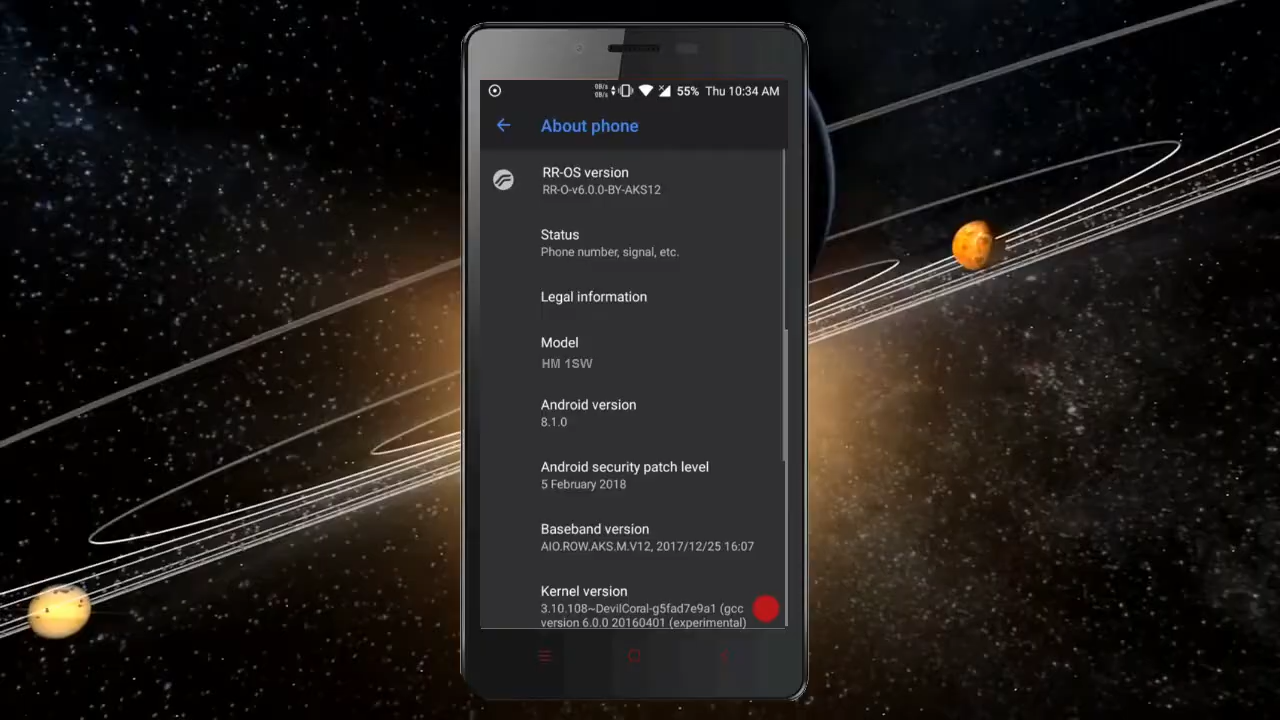 0B/s
0B/s
55% Thu 10:34 AM
About phone
RR-OS version
RR-O-v6.0.0-BY-AKS12
Status
Phone number, signal, etc.
Legal information
Model
HM 1SW
Android version
8.1.0
Android security patch level
5 February 2018
Baseband version
AIO.ROW.AKS.M.V12, 2017/12/25 16:07
Kernel version
3.10.108~DevilCoral-g5fad7e9a1 (gcc
version 6.0.0 20160401 (experimental)